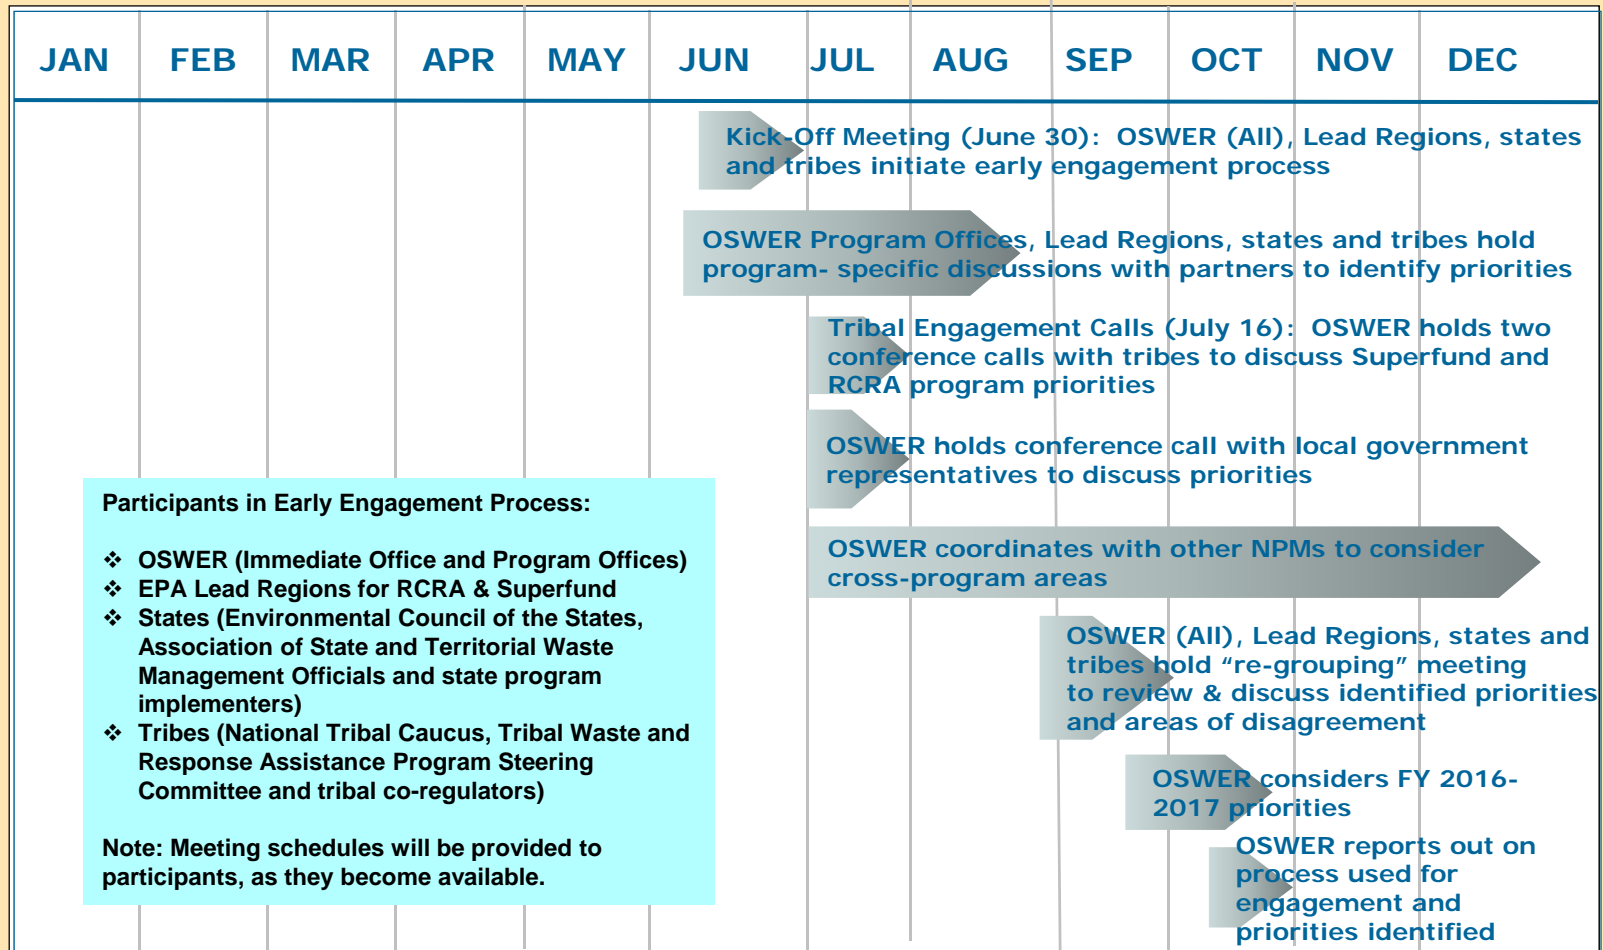 JAN FEB MAR APR MAY JUN JUL AUG SEP OCT NOV DEC
Kick-Off Meeting (June 30): OSWER (All), Lead Regions, states
and tribes initiate early engagement process
OSWER Program Offices, Lead Regions, states and tribes hold
program- specific discussions with partners to identify priorities
Tribal Engagement Calls (July 16): OSWER holds two
conference calls with tribes to discuss Superfund and
RCRA program priorities
OSWER holds conference call with local government
representatives to discuss priorities
OSWER coordinates with other NPMs to consider
cross-program areas
OSWER (All), Lead Regions, states and
tribes hold “re-grouping” meeting
to review & discuss identified priorities
and areas of disagreement
OSWER considers FY 2016-
2017 priorities
OSWER reports out on
process used for
engagement and
priorities identified
Participants in Early Engagement Process:
❖ OSWER (Immediate Office and Program Offices)
❖ EPA Lead Regions for RCRA & Superfund
❖ States (Environmental Council of the States,
Association of State and Territorial Waste
Management Officials and state program
implementers)
❖ Tribes (National Tribal Caucus, Tribal Waste and
Response Assistance Program Steering
Committee and tribal co-regulators)
Note: Meeting schedules will be provided to
participants, as they become available.